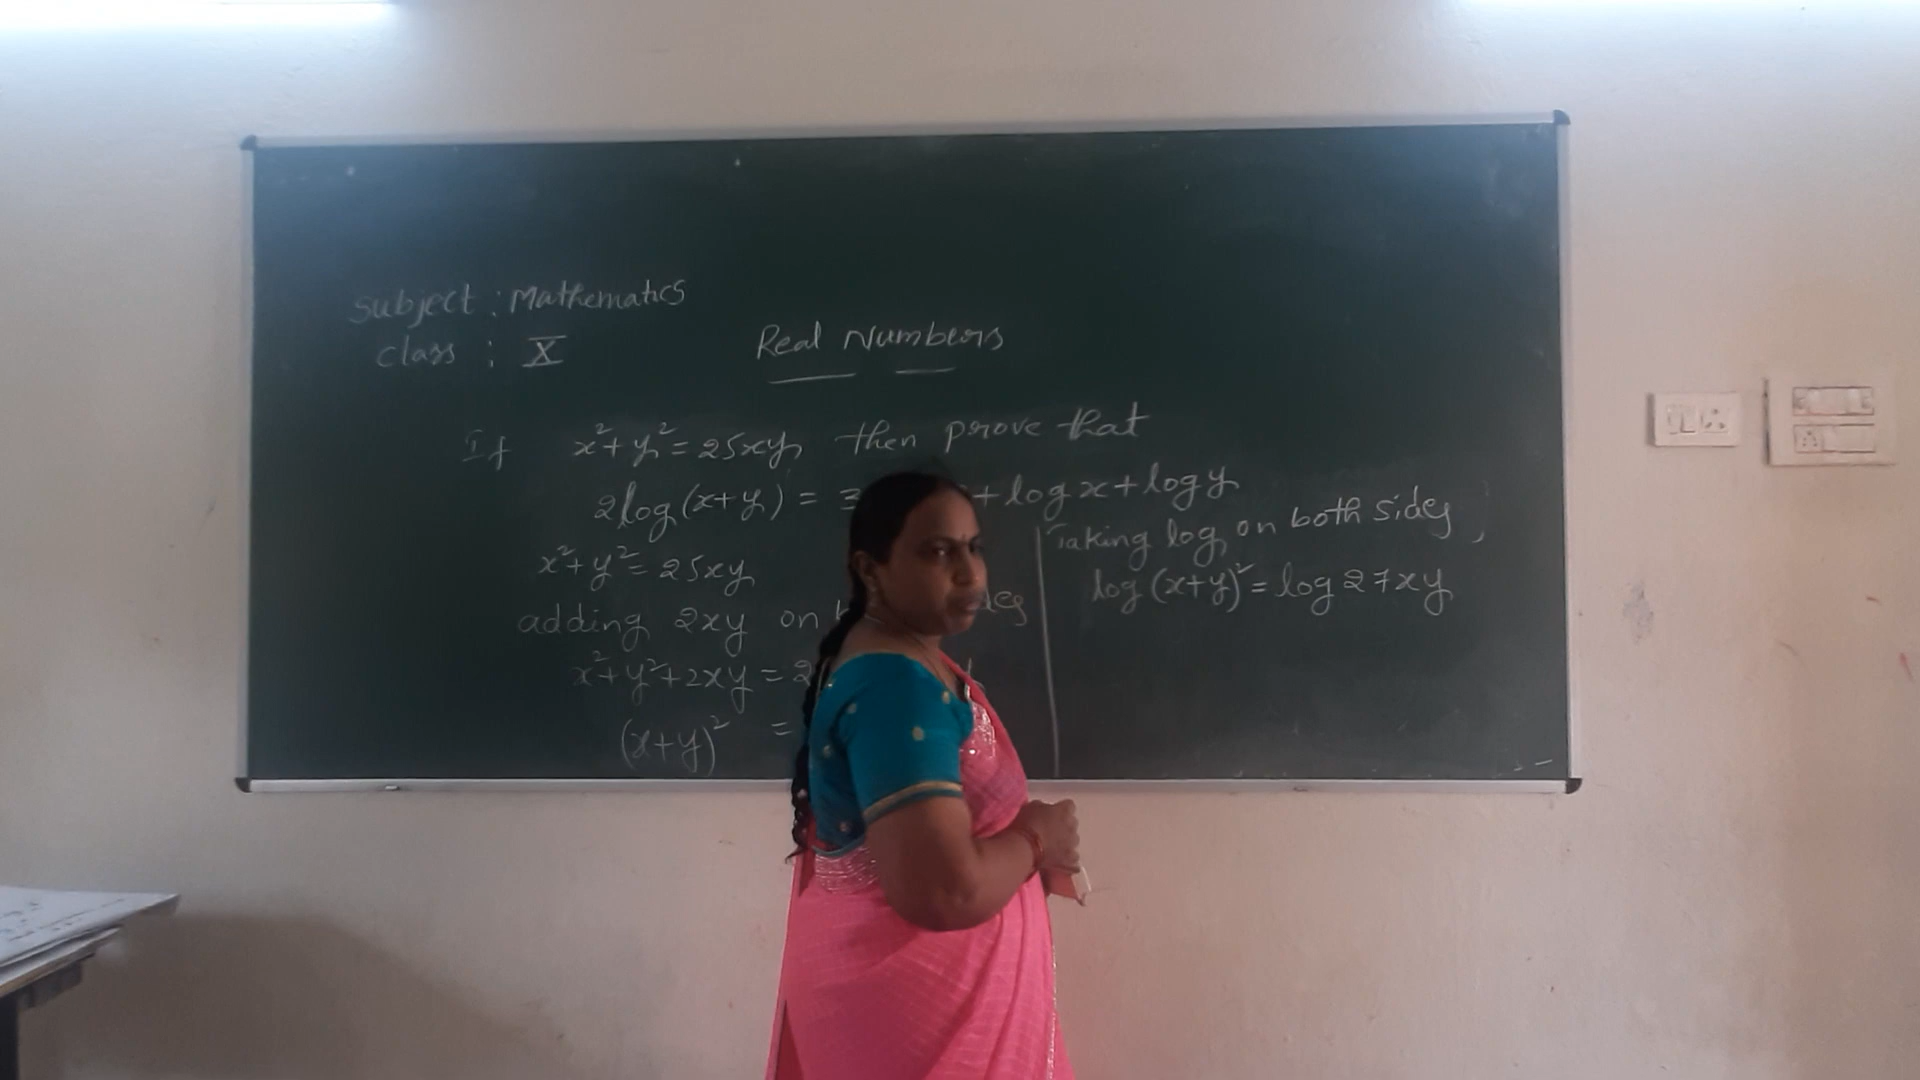 Subject : Mathematics
Class : X
Real Numbers
If x²+y²=25xy, then prove that
2log(x+y) = 3 + log x + log y
x²+y²=25xy
adding 2xy on
x²+y²+2xy = 2
(x+y)² =
Taking log on both sides,
log (x+y)² = log 27xy